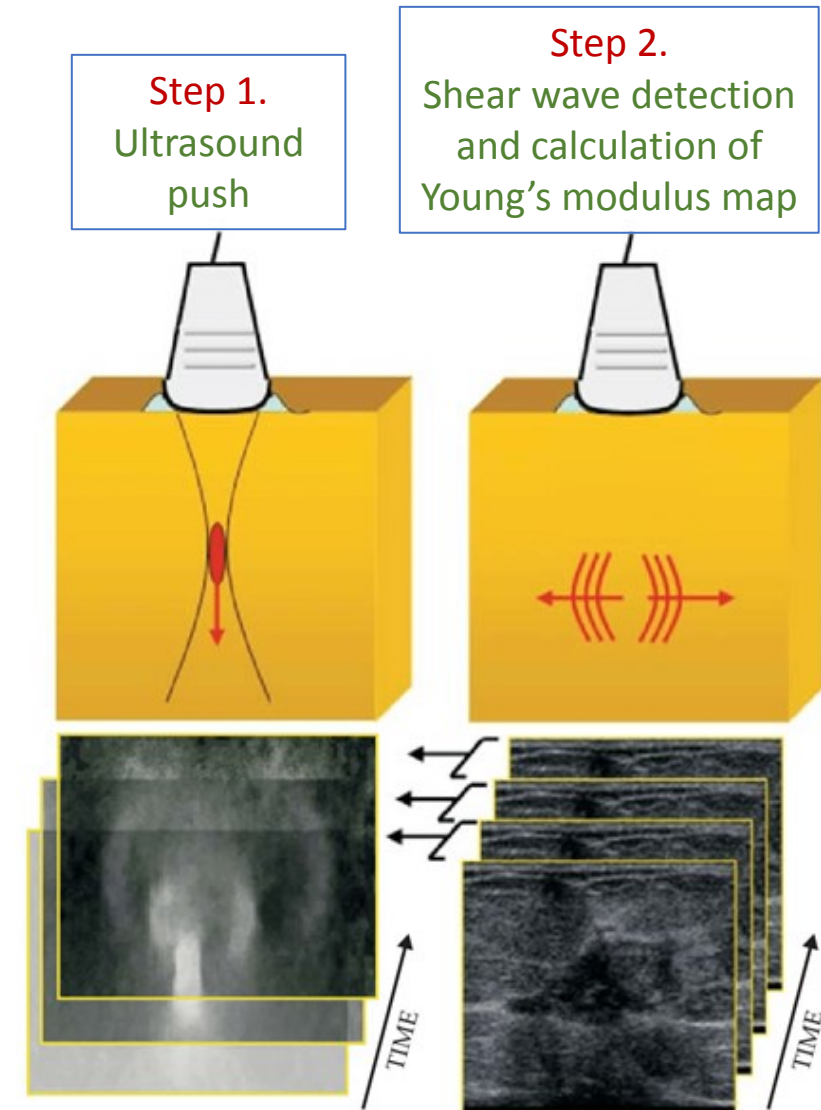 Step 1.
Ultrasound
push
Step 2.
Shear wave detection
and calculation of
Young's modulus map
TIME
TIME